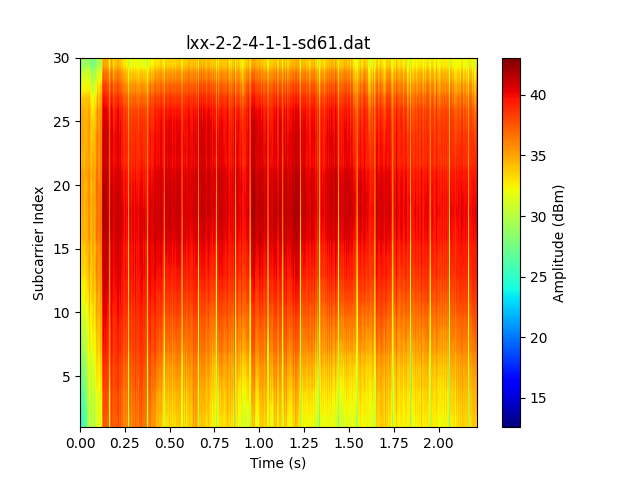 lxx-2-2-4-1-1-sd61.dat
30
25
20
15
10
5
Subcarrier Index
0.00 0.25 0.50 0.75 1.00 1.25 1.50 1.75 2.00
Time (s)
40
35
30
25
20
15
Amplitude (dBm)